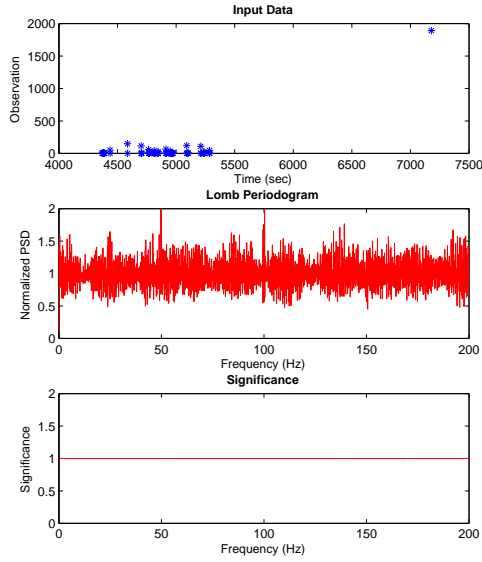 Input Data
2000
1500
1000
500
0
Observation
4000 4500 5000 5500 6000 6500 7000 7500
Time (sec)
Lomb Periodogram
2
1.5
1
0.5
0
Normalized PSD
0 50 100 150 200
Frequency (Hz)
Significance
2
1.5
1
0.5
0
Significance
0 50 100 150 200
Frequency (Hz)